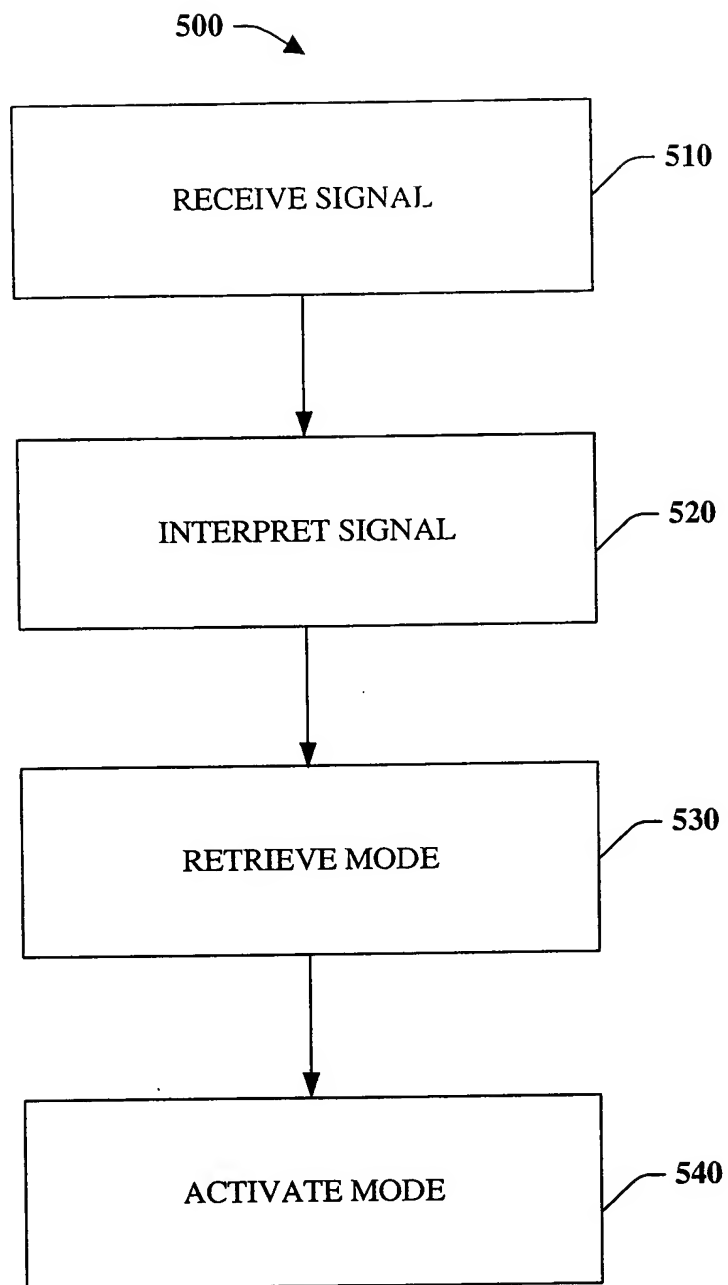 500
RECEIVE SIGNAL
510
INTERPRET SIGNAL
520
RETRIEVE MODE
530
ACTIVATE MODE
540